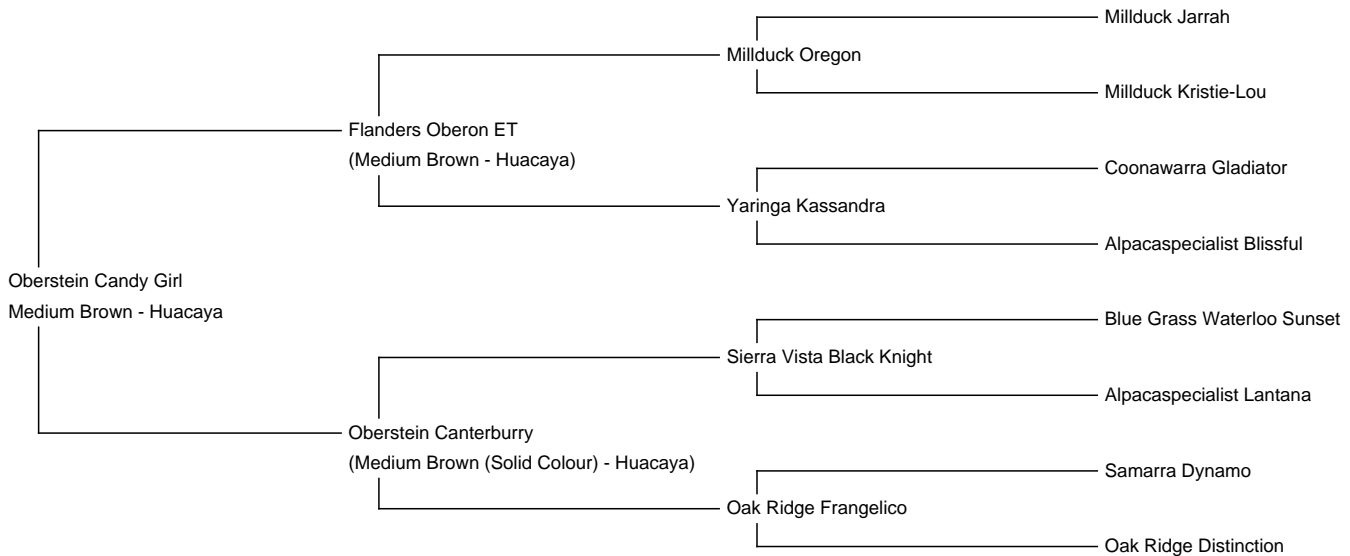 Millduck Jarrah
Millduck Oregon
Millduck Kristie-Lou
Flanders Oberon ET
(Medium Brown - Huacaya)
Coonawarra Gladiator
Yaringa Kassandra
Alpacaspecialist Blissful
Oberstein Candy Girl
Medium Brown - Huacaya
Blue Grass Waterloo Sunset
Sierra Vista Black Knight
Alpacaspecialist Lantana
Oberstein Canterburry
(Medium Brown (Solid Colour) - Huacaya)
Samarra Dynamo
Oak Ridge Frangelico
Oak Ridge Distinction